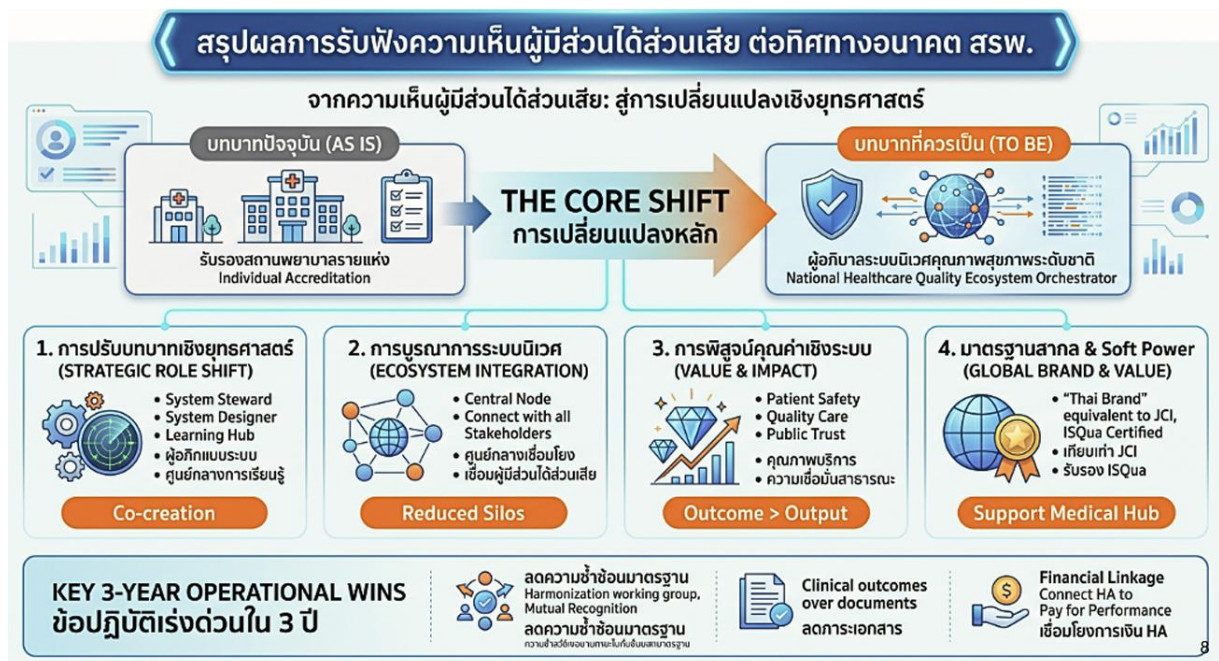 สรุปผลการรับฟังความเห็นผู้มีส่วนได้ส่วนเสีย ต่อทิศทางอนาคต สรพ.
จากความเห็นผู้มีส่วนได้ส่วนเสีย: สู่การเปลี่ยนแปลงเชิงยุทธศาสตร์
บทบาทปัจจุบัน (AS IS)
รับรองสถานพยาบาลรายแห่ง
Individual Accreditation
THE CORE SHIFT
การเปลี่ยนแปลงหลัก
บทบาทที่ควรเป็น (TO BE)
ผู้อภิบาลระบบนิเวศคุณภาพสุขภาพระดับชาติ
National Healthcare Quality Ecosystem Orchestrator
1. การปรับบทบาทเชิงยุทธศาสตร์
(STRATEGIC ROLE SHIFT)
• System Steward
• System Designer
• Learning Hub
• ผู้อภิกแบบระบบ
• ศูนย์กลางการเรียนรู้
Co-creation
2. การบูรณาการระบบนิเวศ
(ECOSYSTEM INTEGRATION)
• Central Node
• Connect with all
Stakeholders
• ศูนย์กลางเชื่อมโยง
• เชื่อมผู้มีส่วนได้ส่วนเสีย
Reduced Silos
3. การพิสูจน์คุณค่าเชิงระบบ
(VALUE & IMPACT)
• Patient Safety
• Quality Care
• Public Trust
• คุณภาพบริการ
• ความเชื่อมั่นสาธารณะ
Outcome > Output
4. มาตรฐานสากล & Soft Power
(GLOBAL BRAND & VALUE)
• "Thai Brand"
equivalent to JCI,
ISQua Certified
• เทียบเท่า JCI
• รับรอง ISQua
Support Medical Hub
KEY 3-YEAR OPERATIONAL WINS
ข้อปฏิบัติเร่งด่วนใน 3 ปี
ลดความซ้ำซ้อนมาตรฐาน
Harmonization working group,
Mutual Recognition
ลดความซ้ำซ้อนมาตรฐาน
Clinical outcomes
over documents
ลดภาระเอกสาร
Financial Linkage
Connect HA to
Pay for Performance
เชื่อมโยงการเงิน HA
8